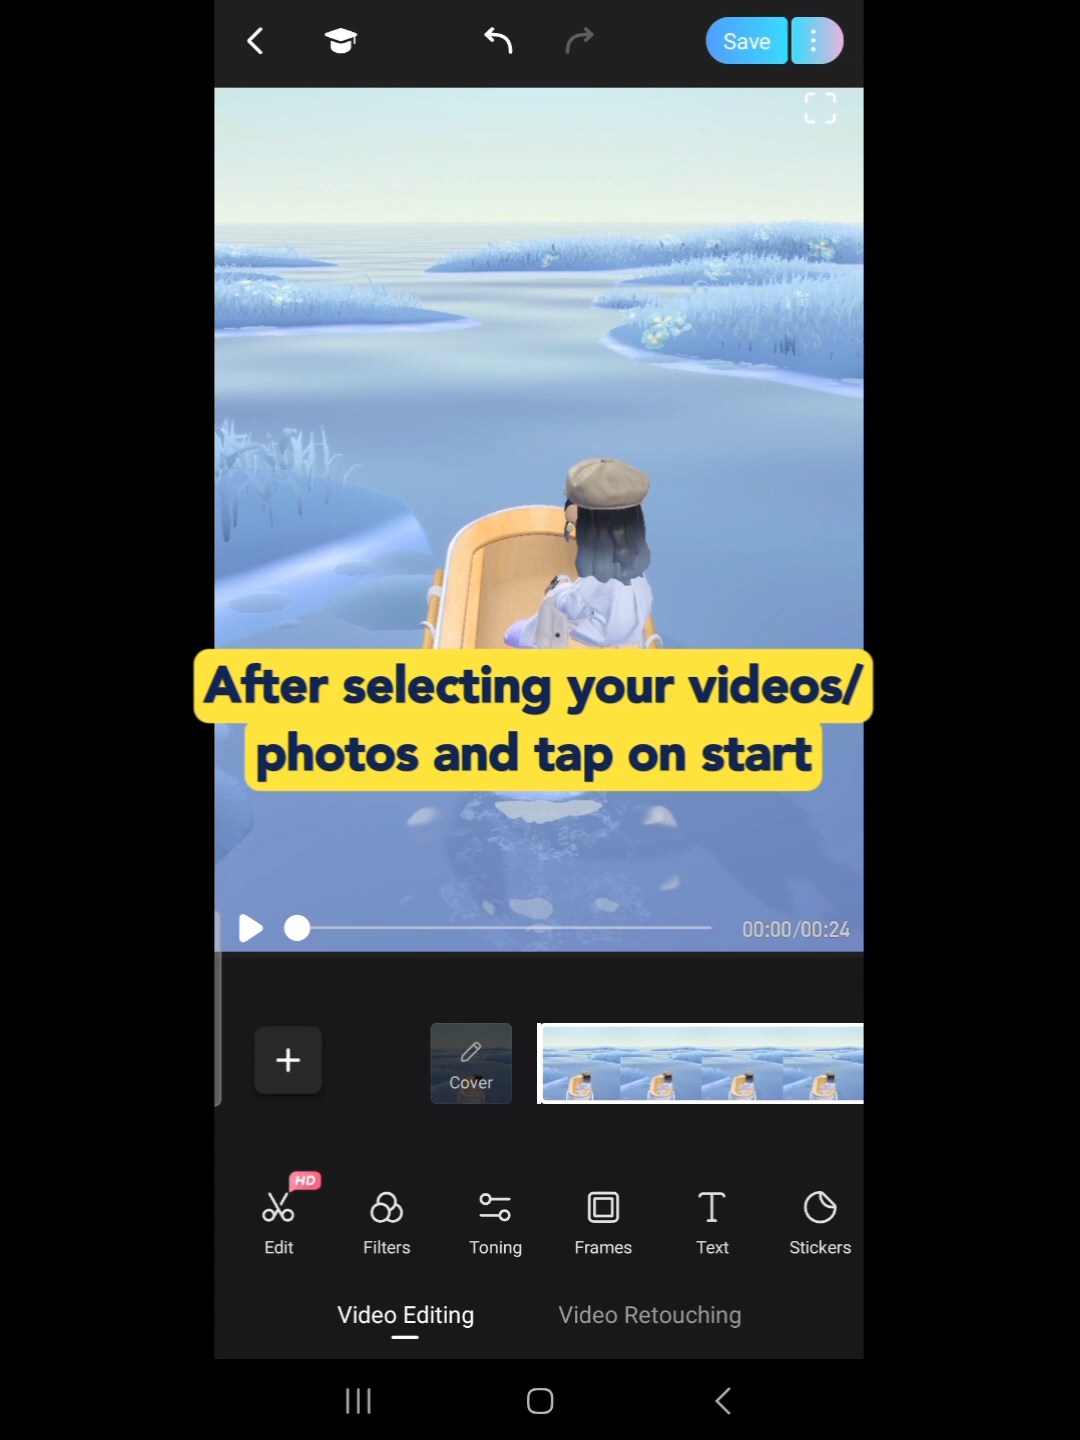 Save
After selecting your videos/
photos and tap on start
00:00/00:24
Cover
HD
Edit Filters Toning Frames Text Stickers
Video Editing Video Retouching